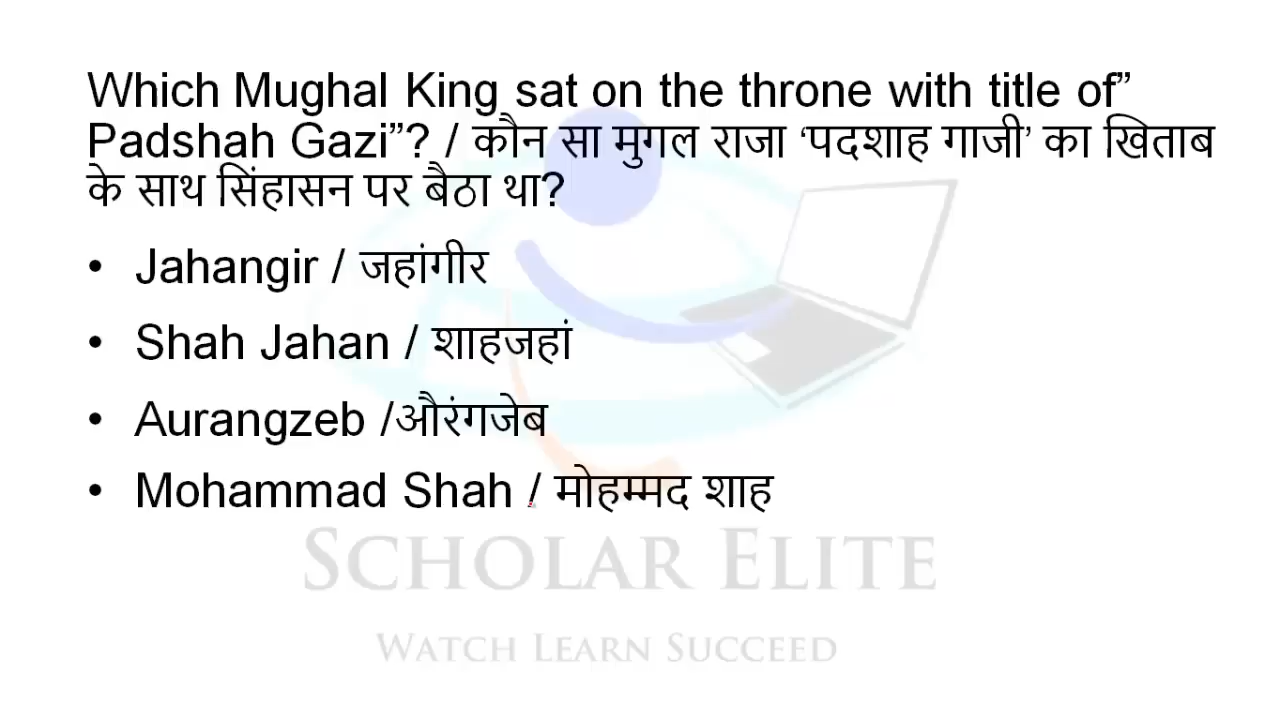 Which Mughal King sat on the throne with title of”
Padshah Gazi”? / कौन सा मुगल राजा ‘पदशाह गाजी’ का खिताब
के साथ सिंहासन पर बैठा था?
• Jahangir / जहांगीर
• Shah Jahan / शाहजहां
• Aurangzeb /औरंगजेब
• Mohammad Shah / मोहम्मद शाह
SCHOLAR ELITE
WATCH LEARN SUCCEED